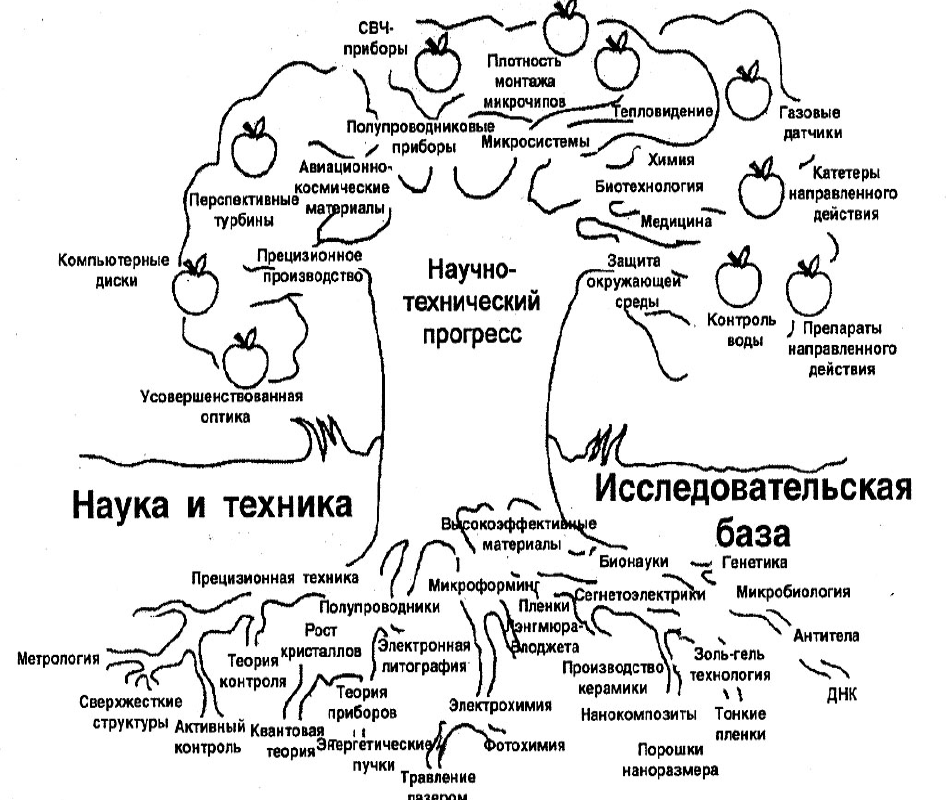 СВЧ-
приборы
Плотность
монтажа
микрочипов
Тепловидение
Газовые
датчики
Полупроводниковые
приборы
Микросистемы
Химия
Авиационно-
космические
материалы
Биотехнология
Катетеры
направленного
действия
Перспективные
турбины
Медицина
Компьютерные
диски
Прецизионное
производство
Научно-
технический
прогресс
Защита
окружающей
среды
Контроль
воды
Препараты
направленного
действия
Усовершенствованная
оптика
Наука и техника
Исследовательская
база
Высокоэффективные
материалы
Бионауки
Генетика
Прецизионная техника
Микроформинг
Сегнетоэлектрики
Микробиология
Полупроводники
Пленки
Лэнгмюра-
Блоджета
Антитела
Рост
кристаллов
Электронная
литография
Метрология
Теория
контроля
Производство
керамики
Золь-гель
технология
ДНК
Сверхжесткие
структуры
Теория
приборов
Электрохимия
Нанокомпозиты
Тонкие
пленки
Активный
контроль
Квантовая
теория
Энергетические
пучки
Фотохимия
Порошки
наноразмера
Травление
лазером